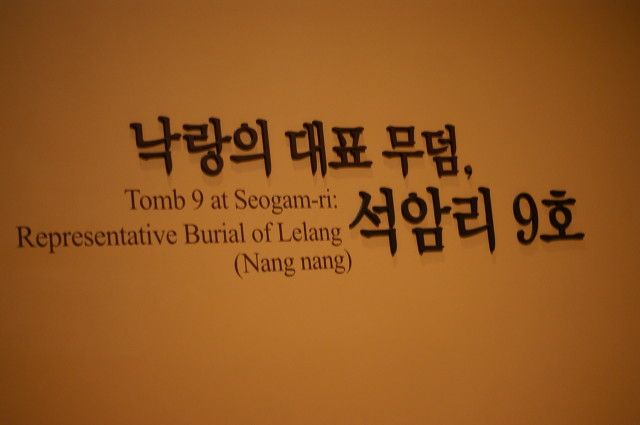 낙랑의 대표 무덤,
석암리 9호
Tomb 9 at Seogam-ri:
Representative Burial of Lelang
(Nang nang)